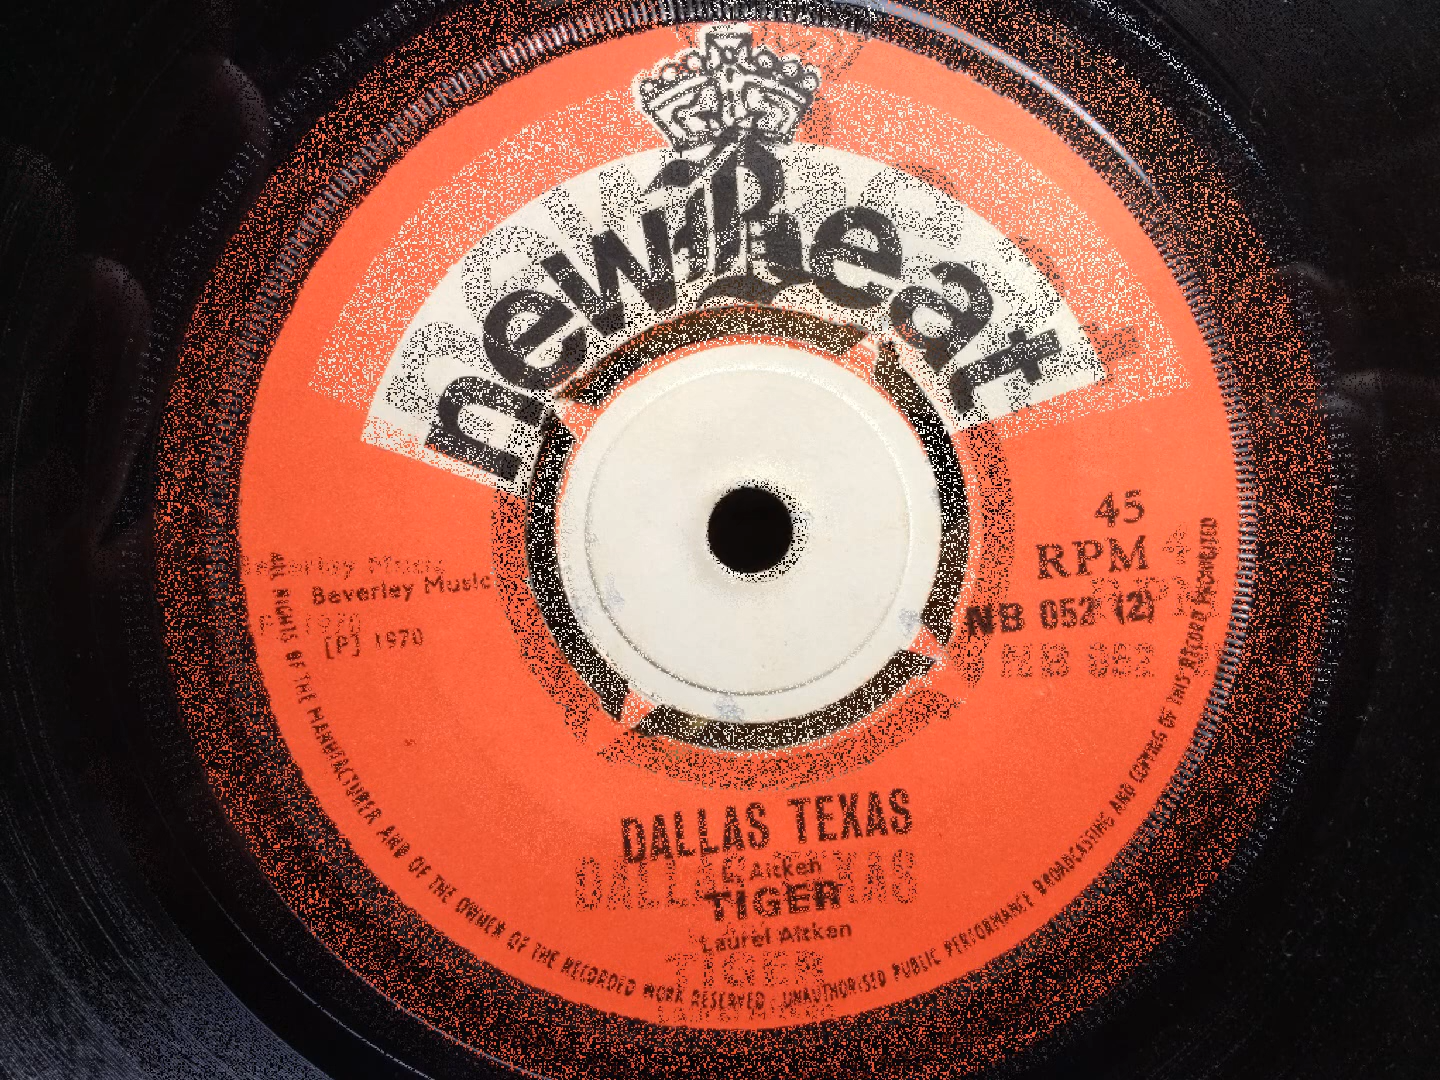 newBeat
45
RPM
Beverley Music
NB 052 (2)
[P] 1970
DALLAS TEXAS
L Aitken
TIGER
Laurel Aitken
ALL RIGHTS OF THE MANUFACTURER AND OF THE OWNER OF THE RECORDED WORK RESERVED · UNAUTHORISED PUBLIC PERFORMANCE BROADCASTING AND COPYING OF THIS RECORD PROHIBITED